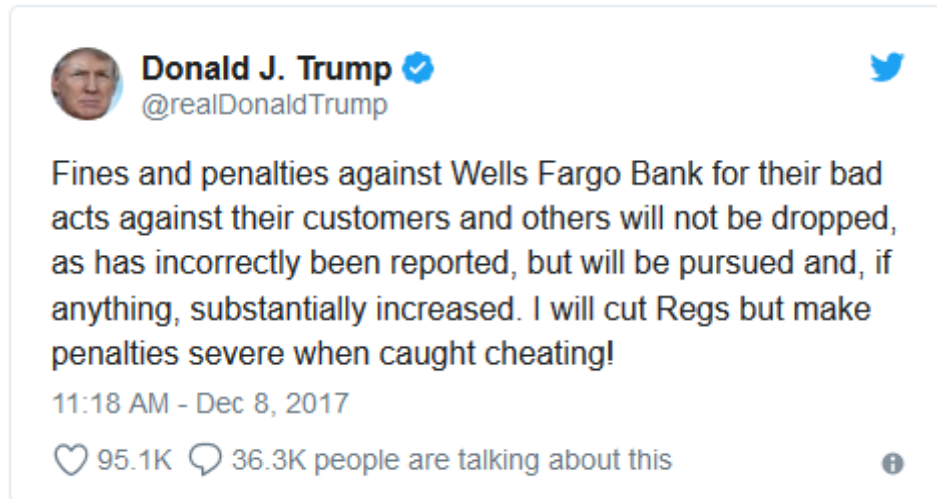 Donald J. Trump
@realDonaldTrump
Fines and penalties against Wells Fargo Bank for their bad
acts against their customers and others will not be dropped,
as has incorrectly been reported, but will be pursued and, if
anything, substantially increased. I will cut Regs but make
penalties severe when caught cheating!
11:18 AM - Dec 8, 2017
95.1K 36.3K people are talking about this